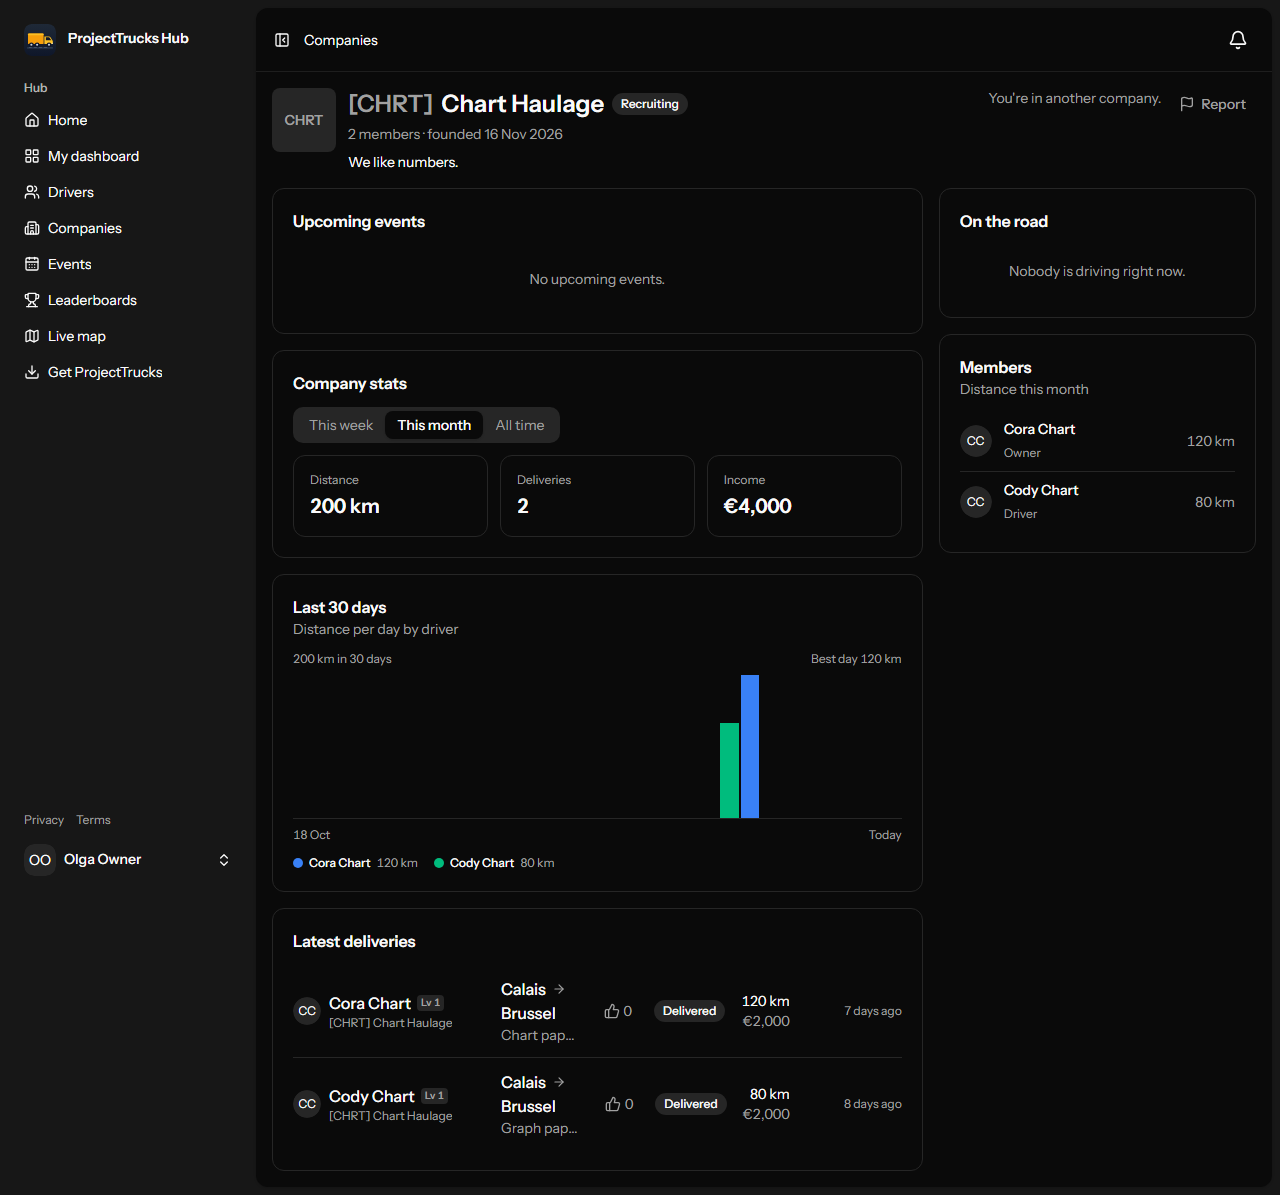 ProjectTrucks Hub
Hub
Home
My dashboard
Drivers
Companies
Events
Leaderboards
Live map
Get ProjectTrucks
Privacy Terms
OO Olga Owner
Companies
CHRT
[CHRT] Chart Haulage Recruiting
2 members · founded 16 Nov 2026
We like numbers.
You're in another company.
Report
Upcoming events
No upcoming events.
Company stats
This week This month All time
Distance
200 km
Deliveries
2
Income
€4,000
Last 30 days
Distance per day by driver
200 km in 30 days Best day 120 km
18 Oct Today
Cora Chart 120 km Cody Chart 80 km
Latest deliveries
CC
Cora Chart Lv 1
[CHRT] Chart Haulage
Calais →
Brussel
Chart pap...
0
Delivered
120 km
€2,000
7 days ago
CC
Cody Chart Lv 1
[CHRT] Chart Haulage
Calais →
Brussel
Graph pap...
0
Delivered
80 km
€2,000
8 days ago
On the road
Nobody is driving right now.
Members
Distance this month
CC
Cora Chart
Owner
120 km
CC
Cody Chart
Driver
80 km